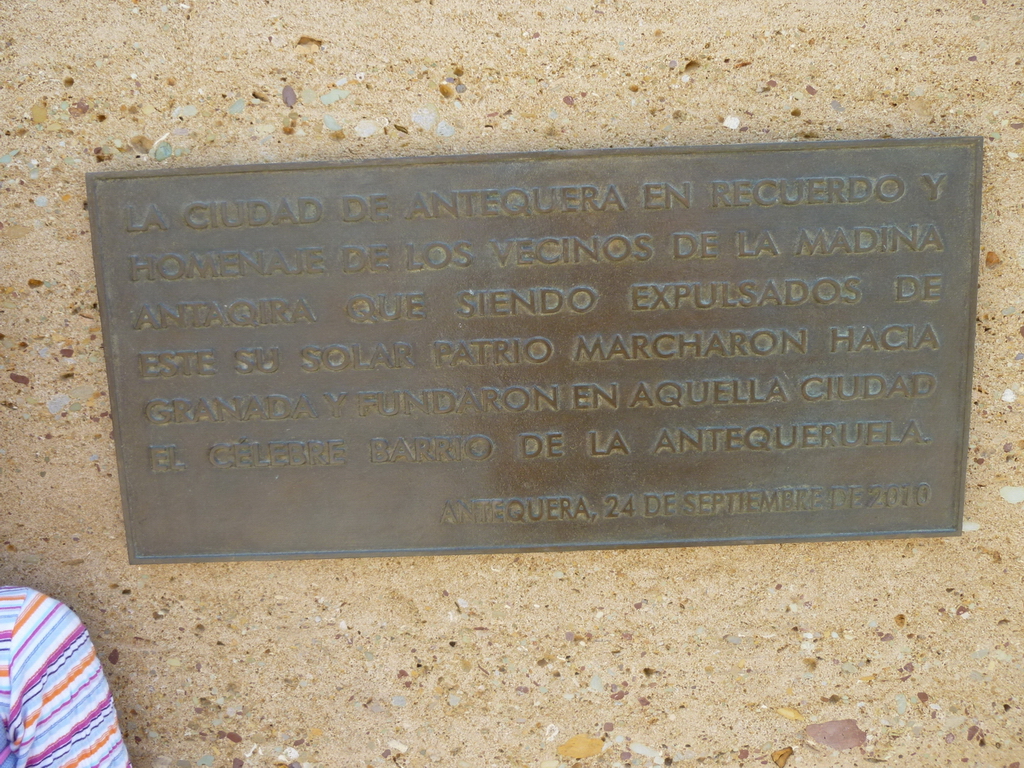 LA CIUDAD DE ANTEQUERA EN RECUERDO Y
HOMENAJE DE LOS VECINOS DE LA MADINA
ANTAQIRA QUE SIENDO EXPULSADOS DE
ESTE SU SOLAR PATRIO MARCHARON HACIA
GRANADA Y FUNDARON EN AQUELLA CIUDAD
EL CÉLEBRE BARRIO DE LA ANTEQUERUELA.
ANTEQUERA, 24 DE SEPTIEMBRE DE 2010